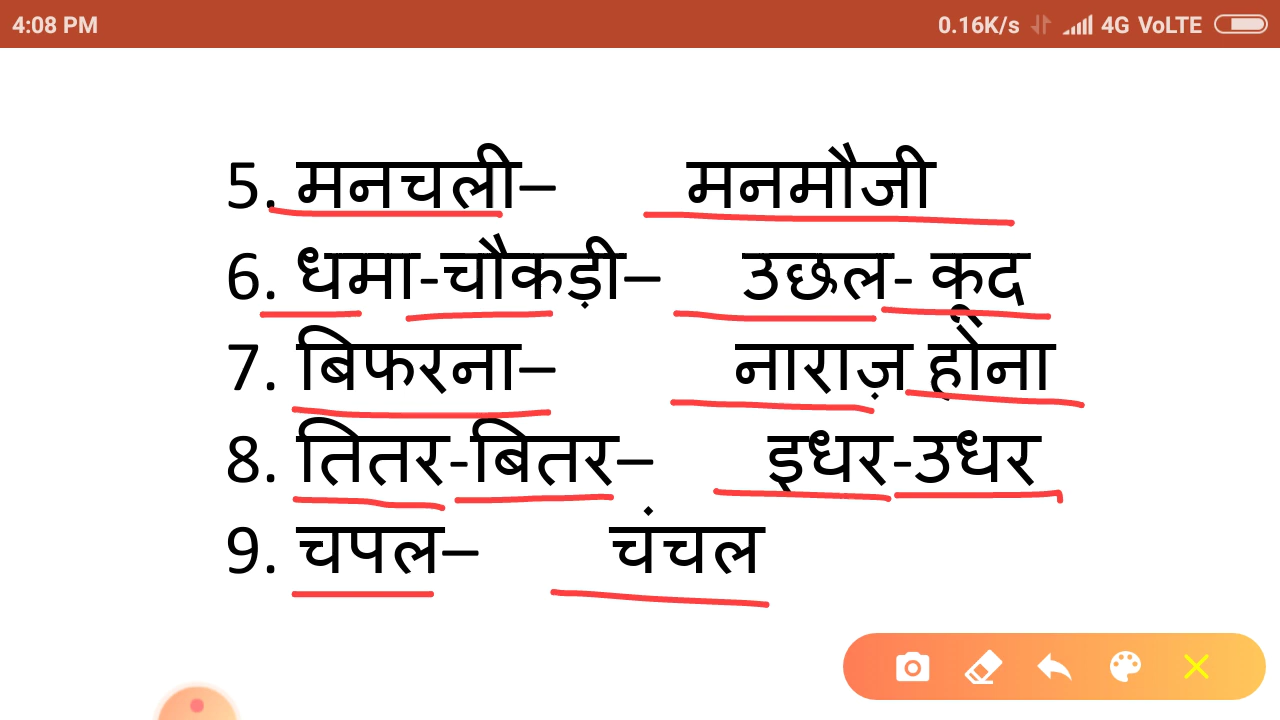 4:08 PM 0.16K/s 4G VoLTE
5. मनचली– मनमौजी
6. धमा-चौकड़ी– उछल- कूद
7. बिफरना– नाराज़ होना
8. तितर-बितर– इधर-उधर
9. चपल– चंचल